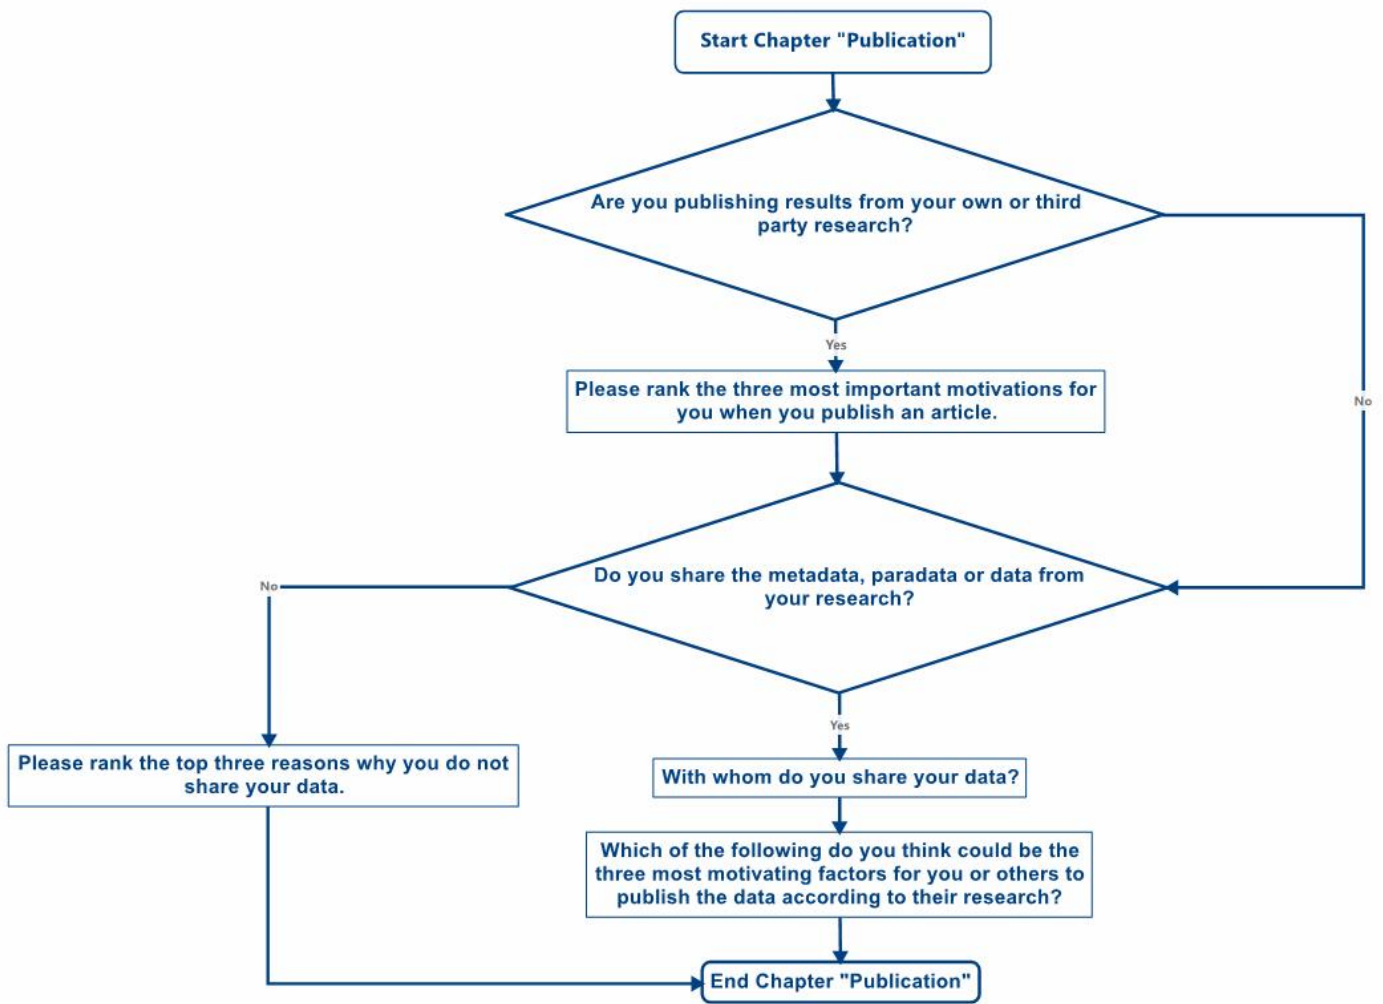 Start Chapter "Publication"
Are you publishing results from your own or third
party research?
Yes
Please rank the three most important motivations for
you when you publish an article.
No
Do you share the metadata, paradata or data from
your research?
No
Yes
Please rank the top three reasons why you do not
share your data.
With whom do you share your data?
Which of the following do you think could be the
three most motivating factors for you or others to
publish the data according to their research?
End Chapter "Publication"